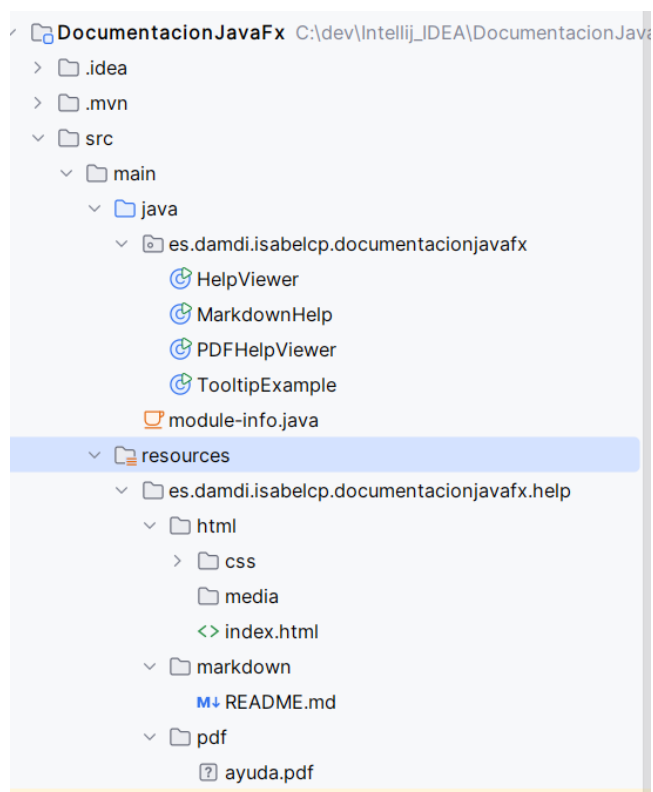 DocumentacionJavaFx C:\dev\Intellij_IDEA\DocumentacionJava
.idea
.mvn
src
main
java
es.damdi.isabelcp.documentacionjavafx
HelpViewer
MarkdownHelp
PDFHelpViewer
TooltipExample
module-info.java
resources
es.damdi.isabelcp.documentacionjavafx.help
html
css
media
<> index.html
markdown
M↓ README.md
pdf
? ayuda.pdf